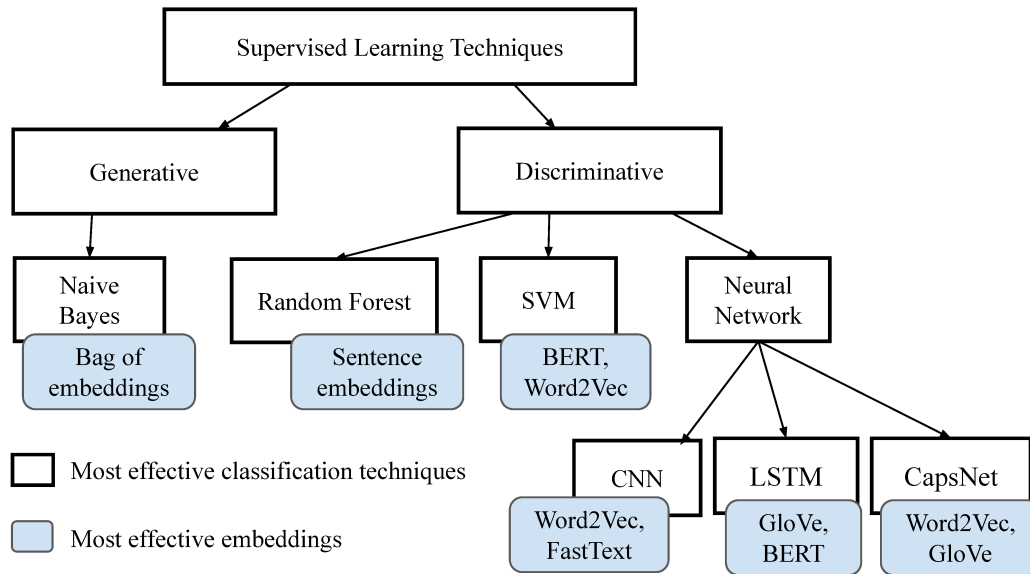 Supervised Learning Techniques
Generative
Discriminative
Naive
Bayes
Bag of
embeddings
Random Forest
Sentence
embeddings
SVM
BERT,
Word2Vec
Neural
Network
CNN
Word2Vec,
FastText
LSTM
GloVe,
BERT
CapsNet
Word2Vec,
GloVe
Most effective classification techniques
Most effective embeddings